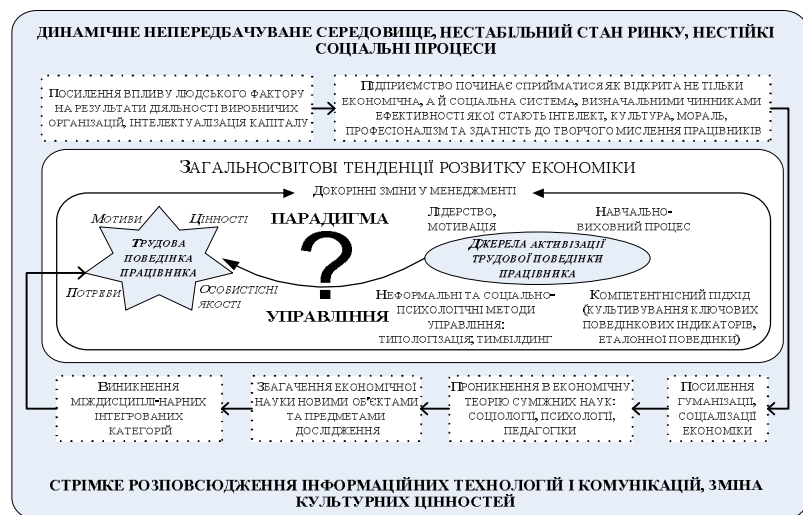 ДИНАМІЧНЕ НЕПЕРЕДБАЧУВАНЕ СЕРЕДОВИЩЕ, НЕСТАБІЛЬНИЙ СТАН РИНКУ, НЕСТІЙКІ
СОЦІАЛЬНІ ПРОЦЕСИ
ПОСИЛЕННЯ ВПЛИВУ ЛЮДСЬКОГО ФАКТОРУ
НА РЕЗУЛЬТАТИ ДІЯЛЬНОСТІ ВИРОБНИЧИХ
ОРГАНІЗАЦІЙ, ІНТЕЛЕКТУАЛІЗАЦІЯ КАПІТАЛУ
ПІДПРИЄМСТВО ПОЧИНАЄ СПРИЙМАТИСЯ ЯК ВІДКРИТА НЕ ТІЛЬКИ
ЕКОНОМІЧНА, А Й СОЦІАЛЬНА СИСТЕМА, ВИЗНАЧАЛЬНИМИ ЧИННИКАМИ
ЕФЕКТИВНОСТІ ЯКОЇ СТАЮТЬ ІНТЕЛЕКТ, КУЛЬТУРА, МОРАЛЬ,
ПРОФЕСІОНАЛІЗМ ТА ЗДАТНІСТЬ ДО ТВОРЧОГО МИСЛЕННЯ ПРАЦІВНИКІВ
ЗАГАЛЬНОСВІТОВІ ТЕНДЕНЦІЇ РОЗВИТКУ ЕКОНОМІКИ
ДОКОРІННІ ЗМІНИ У МЕНЕДЖМЕНТІ
МОТИВИ
ЦІННОСТІ
ТРУДОВА
ПОВЕДІНКА
ПРАЦІВНИКА
ПОТРЕБИ
ОСОБИСТІСНІ
ЯКОСТІ
ПАРАДИГМА
?
УПРАВЛІННЯ
ЛІДЕРСТВО,
МОТИВАЦІЯ
НАВЧАЛЬНО-
ВИХОВНИЙ ПРОЦЕС
ДЖЕРЕЛА АКТИВІЗАЦІЇ
ТРУДОВОЇ ПОВЕДІНКИ
ПРАЦІВНИКА
НЕФОРМАЛЬНІ ТА СОЦІАЛЬНО-
ПСИХОЛОГІЧНІ МЕТОДИ
УПРАВЛІННЯ:
ТИПОЛОГІЗАЦІЯ, ТИМБІЛДИНГ
КОМПЕТЕНТНІСНИЙ ПІДХІД
(КУЛЬТИВУВАННЯ КЛЮЧОВИХ
ПОВЕДІНКОВИХ ІНДИКАТОРІВ,
ЕТАЛОННОЇ ПОВЕДІНКИ)
ВИНИКНЕННЯ
МІЖДИСЦИПЛІ-НАРНИХ
ІНТЕГРОВАНИХ
КАТЕГОРІЙ
ЗБАГАЧЕННЯ ЕКОНОМІЧНОЇ
НАУКИ НОВИМИ ОБ'ЄКТАМИ
ТА ПРЕДМЕТАМИ
ДОСЛІДЖЕННЯ
ПРОНИКНЕННЯ В ЕКОНОМІЧНУ
ТЕОРІЮ СУМІЖНИХ НАУК:
СОЦІОЛОГІЇ, ПСИХОЛОГІЇ,
ПЕДАГОГІКИ
ПОСИЛЕННЯ
ГУМАНІЗАЦІЇ,
СОЦІАЛІЗАЦІЇ
ЕКОНОМІКИ
СТРІМКЕ РОЗПОВСЮДЖЕННЯ ІНФОРМАЦІЙНИХ ТЕХНОЛОГІЙ І КОМУНІКАЦІЙ, ЗМІНА
КУЛЬТУРНИХ ЦІННОСТЕЙ